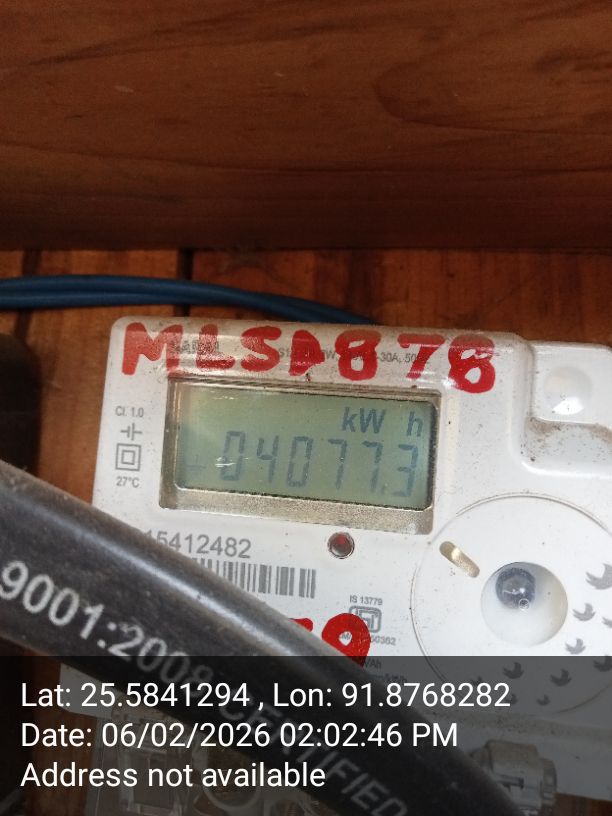 MLSD878
Cl. 1.0
kW h
04077.3
27°C
15412482
IS 13779
9001:2008
Lat: 25.5841294 , Lon: 91.8768282
Date: 06/02/2026 02:02:46 PM
Address not available